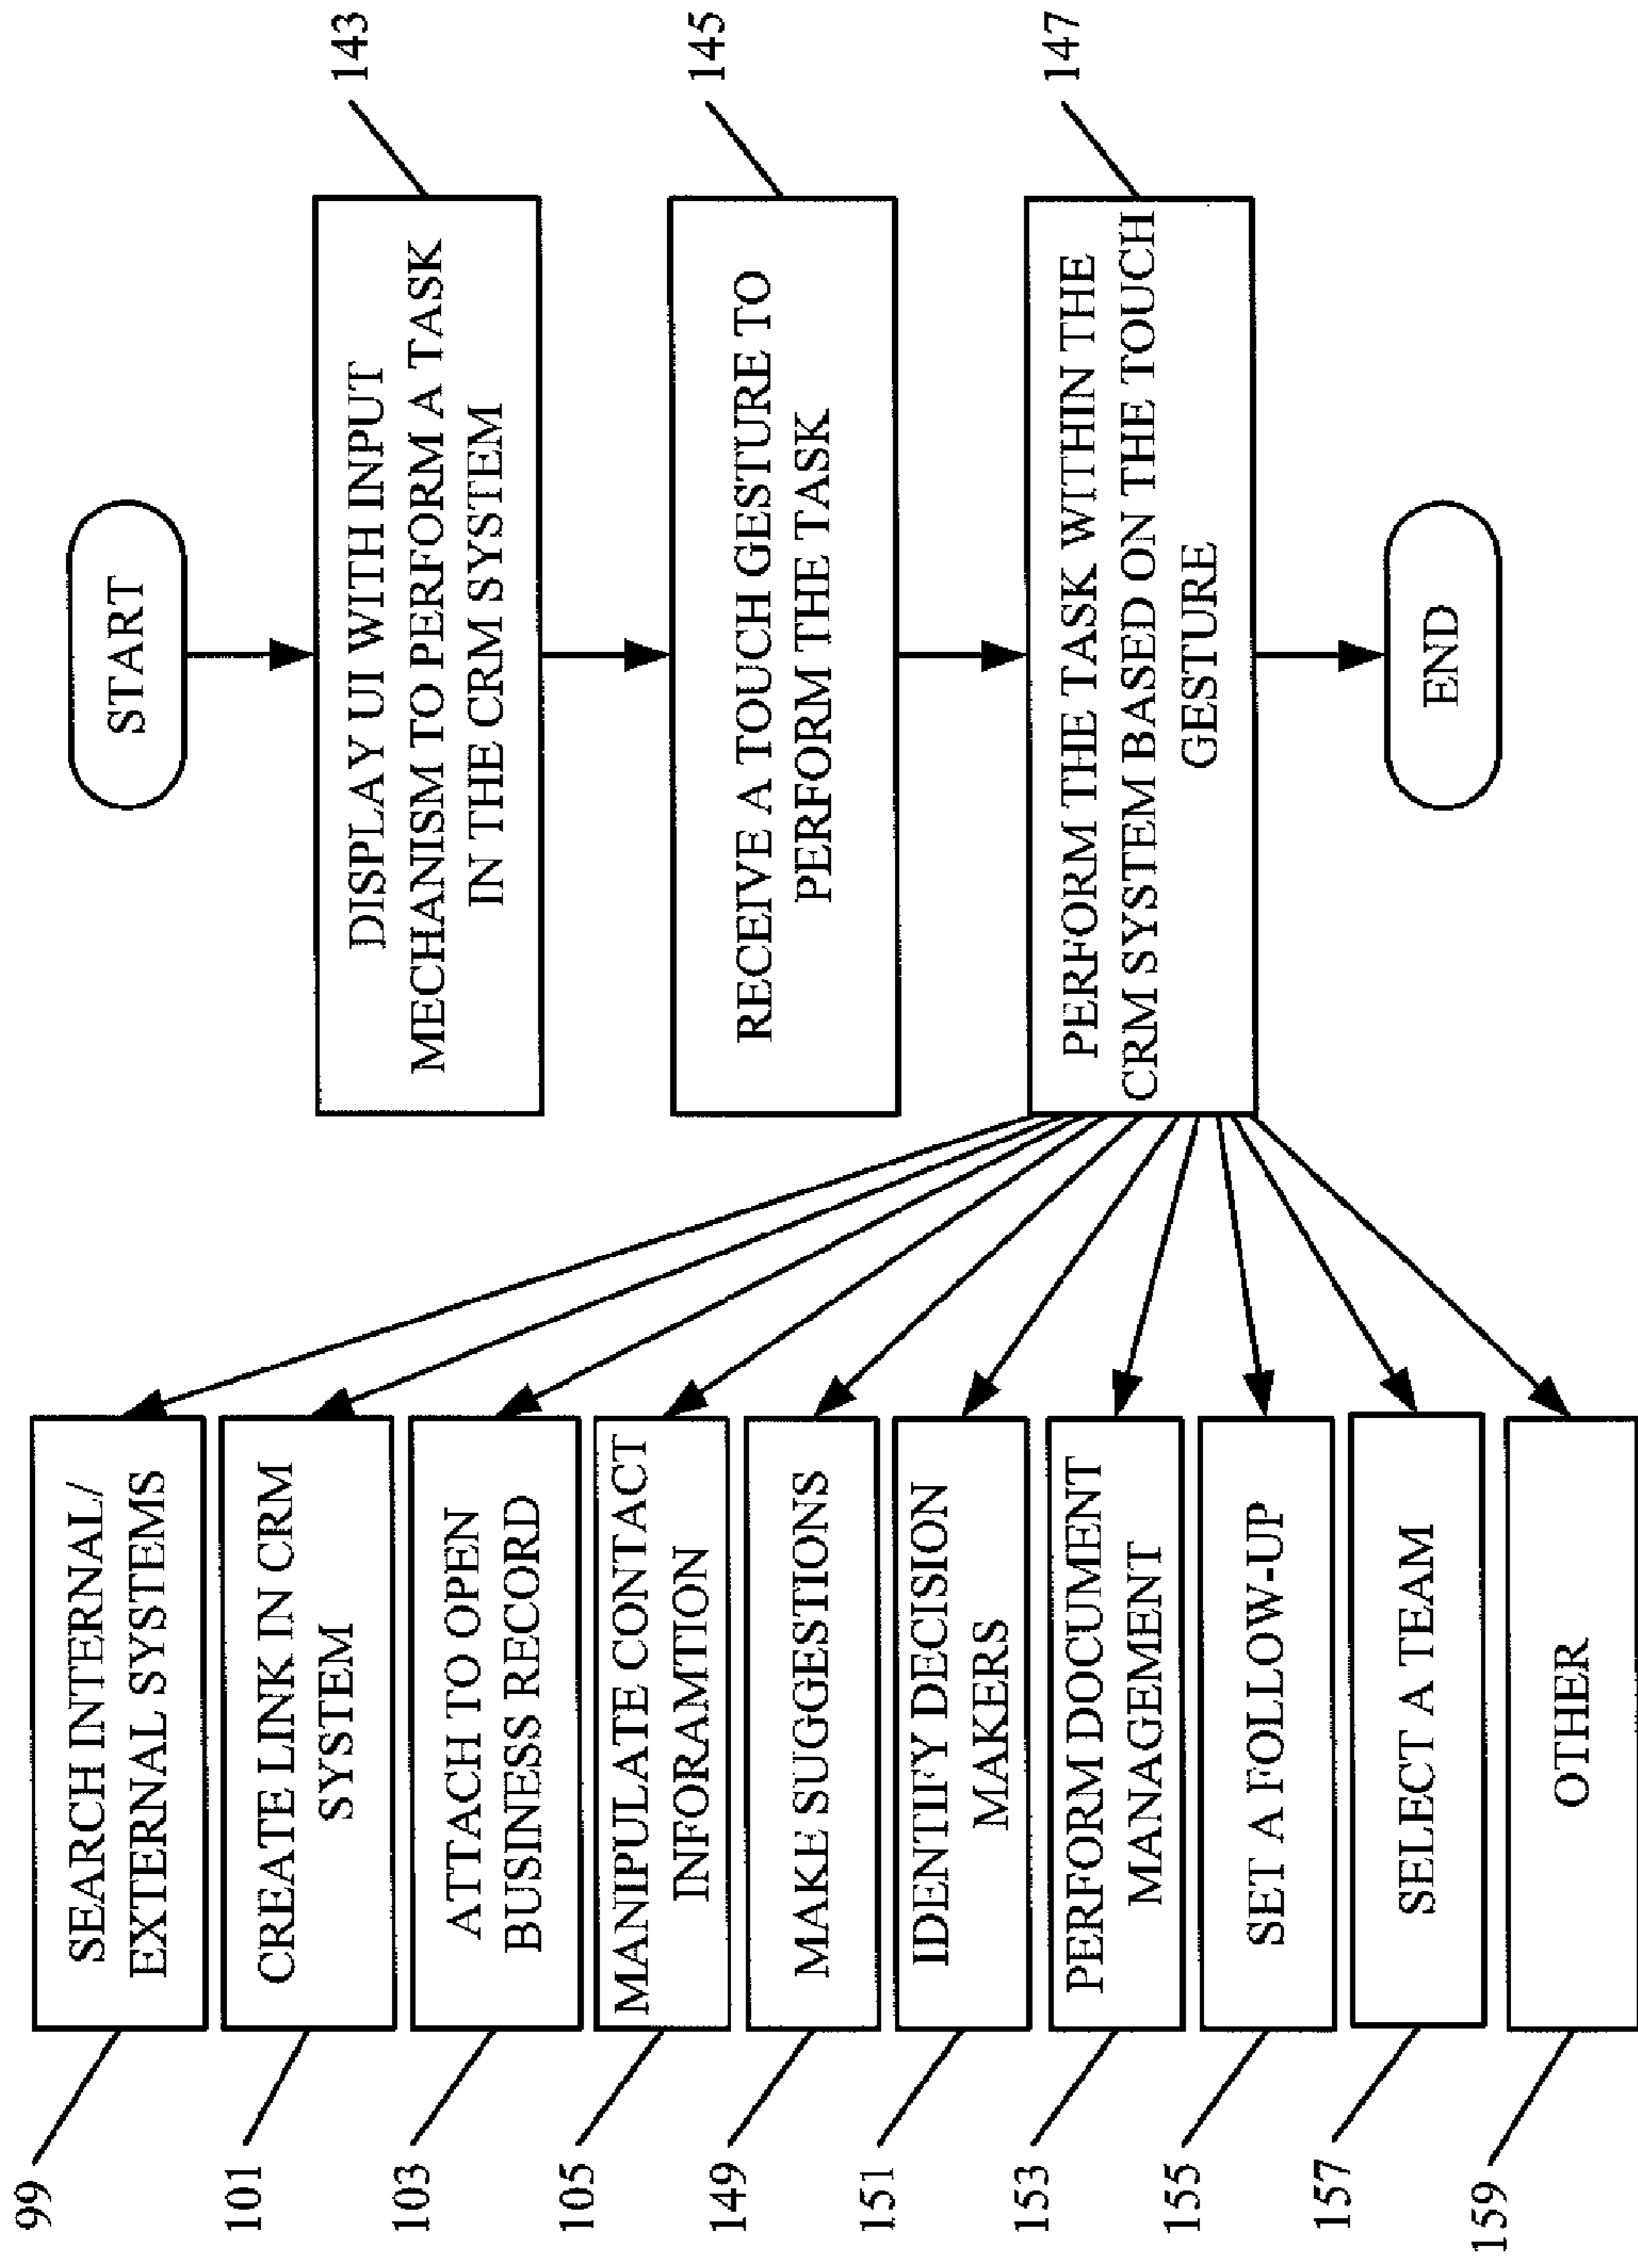 START
DISPLAY UI WITH INPUT
MECHANISM TO PERFORM A TASK
IN THE CRM SYSTEM
143
RECEIVE A TOUCH GESTURE TO
PERFORM THE TASK
145
PERFORM THE TASK WITHIN THE
CRM SYSTEM BASED ON THE TOUCH
GESTURE
147
END
99
SEARCH INTERNAL/
EXTERNAL SYSTEMS
101
CREATE LINK IN CRM
SYSTEM
103
ATTACH TO OPEN
BUSINESS RECORD
105
MANIPULATE CONTACT
INFORAMTION
149
MAKE SUGGESTIONS
151
IDENTIFY DECISION
MAKERS
153
PERFORM DOCUMENT
MANAGEMENT
155
SET A FOLLOW-UP
157
SELECT A TEAM
159
OTHER